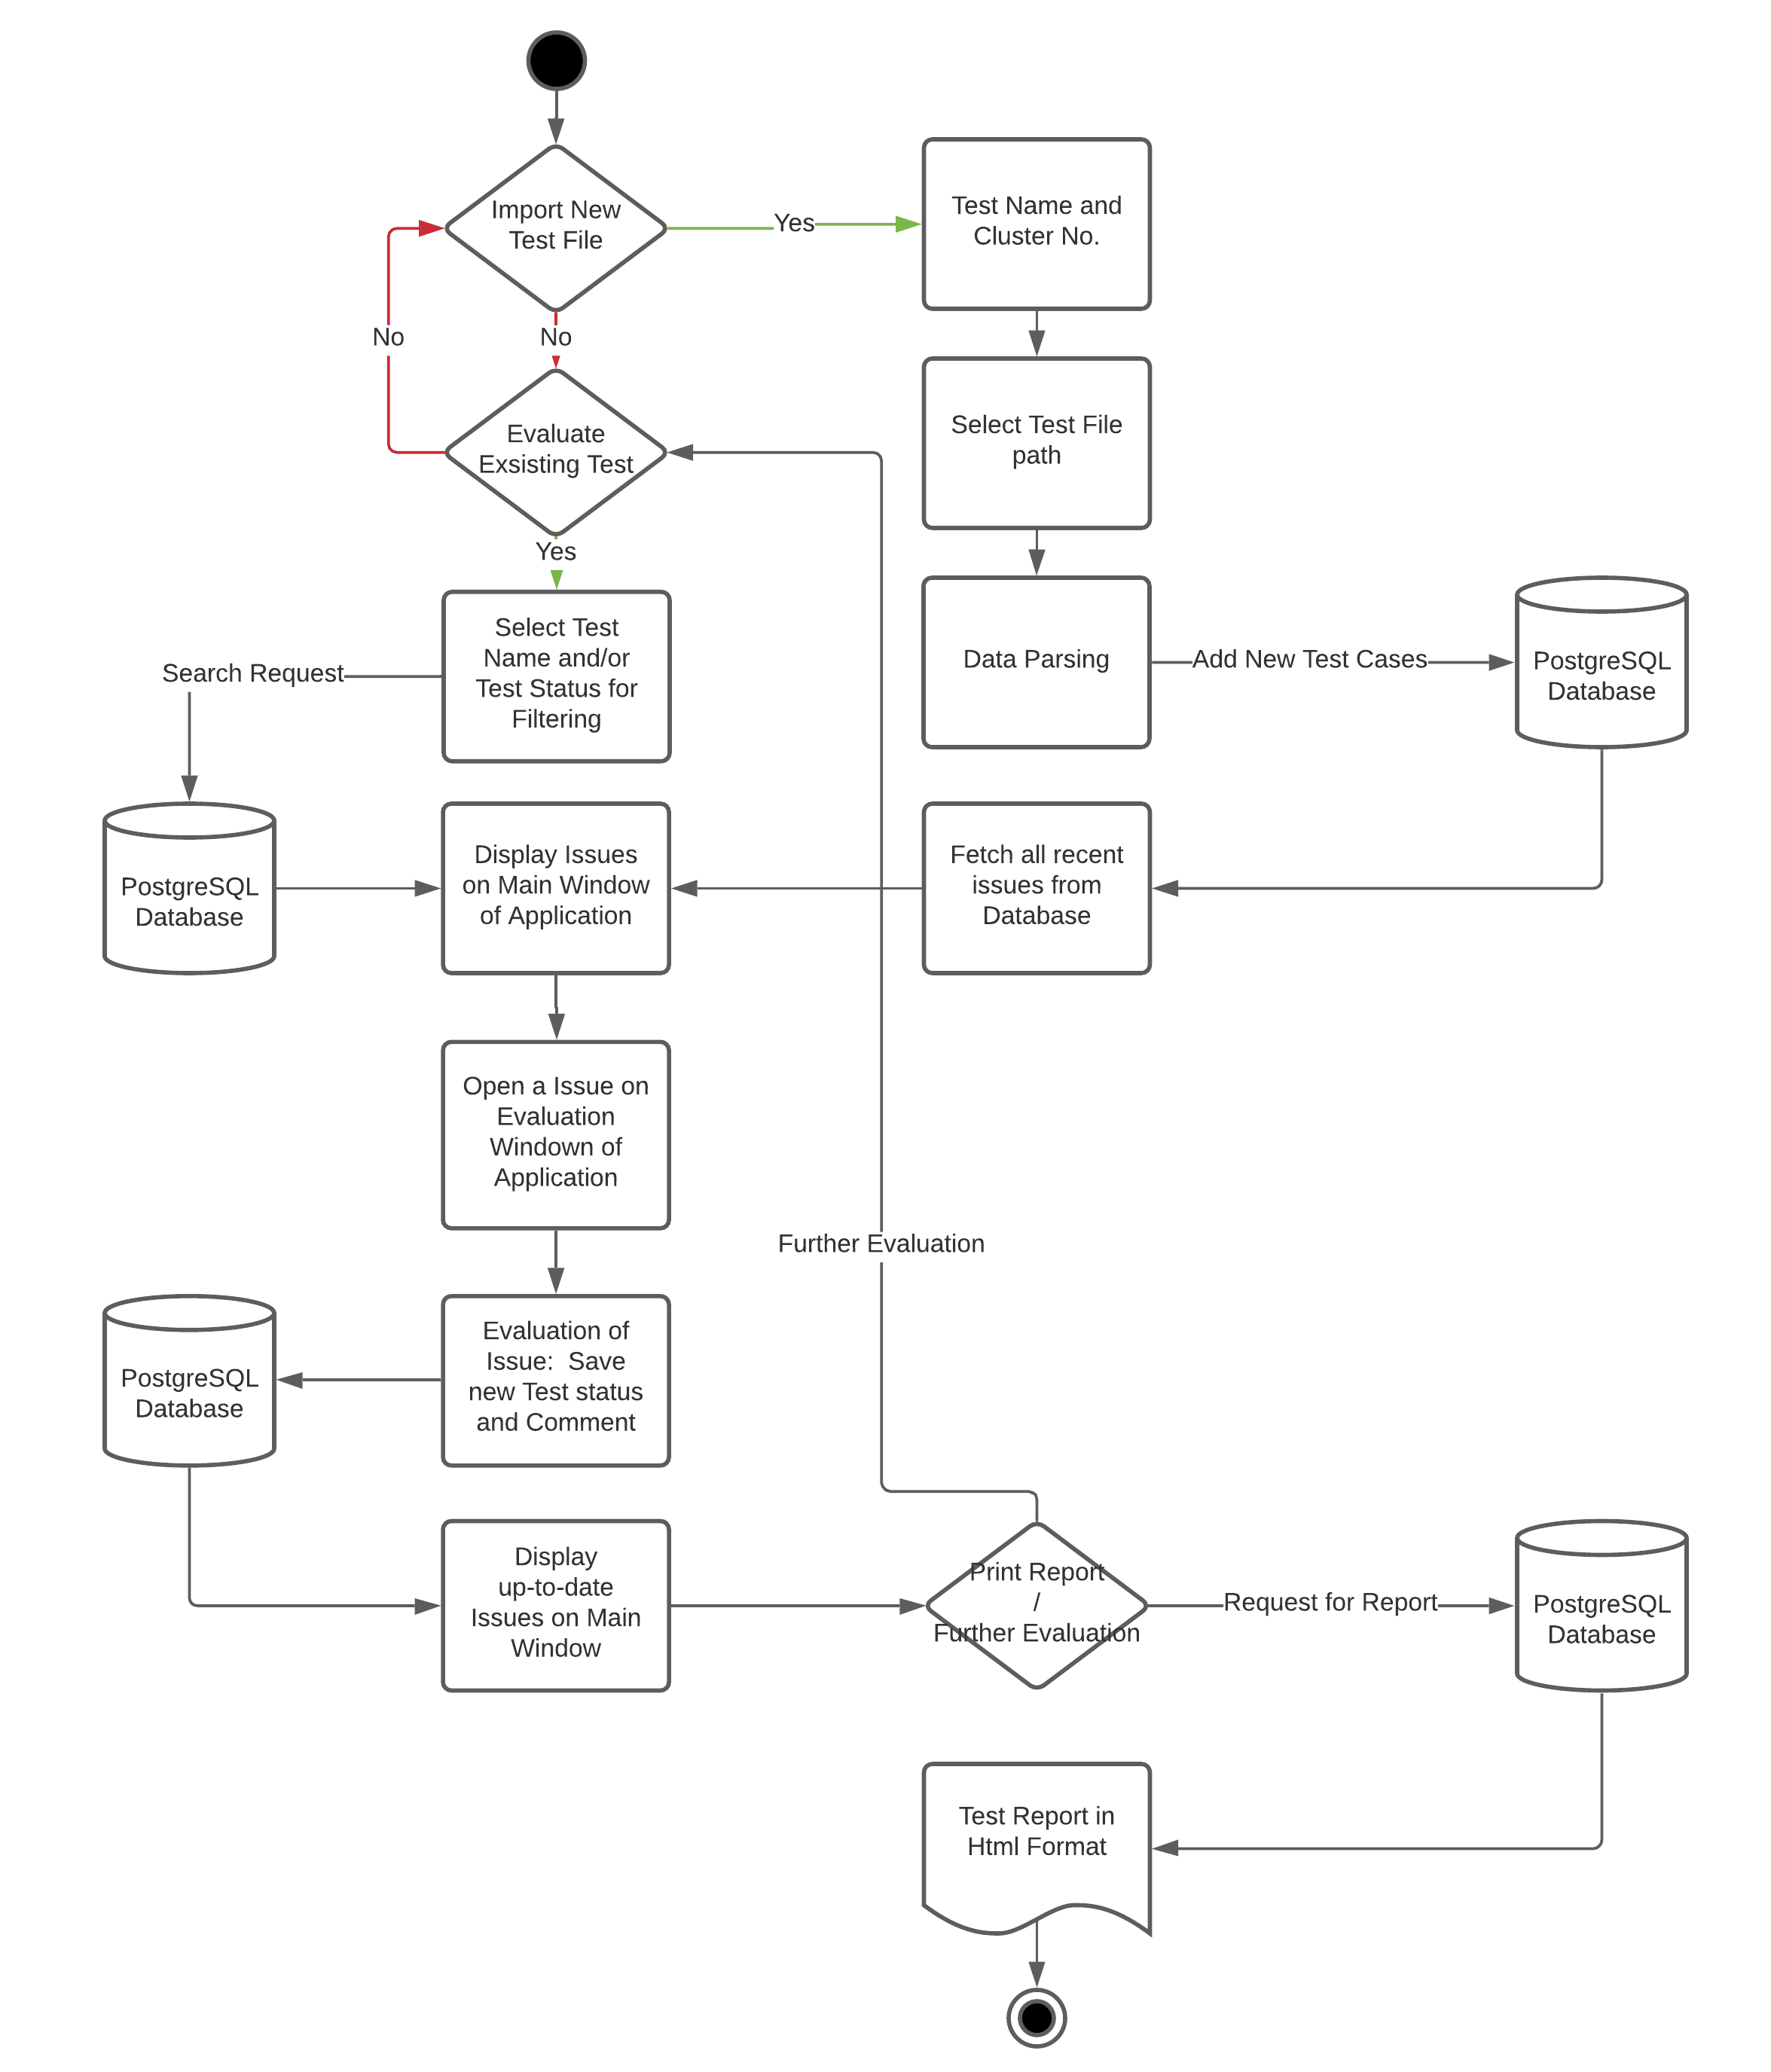 Import New
Test File
Yes
Test Name and
Cluster No.
No
No
Select Test File
path
Evaluate
Exsisting Test
Yes
Select Test
Name and/or
Test Status for
Filtering
Search Request
Data Parsing
Add New Test Cases
PostgreSQL
Database
PostgreSQL
Database
Display Issues
on Main Window
of Application
Fetch all recent
issues from
Database
Open a Issue on
Evaluation
Windown of
Application
Further Evaluation
PostgreSQL
Database
Evaluation of
Issue:  Save
new Test status
and Comment
Display
up-to-date
Issues on Main
Window
Print Report
/
Further Evaluation
Request for Report
PostgreSQL
Database
Test Report in
Html Format